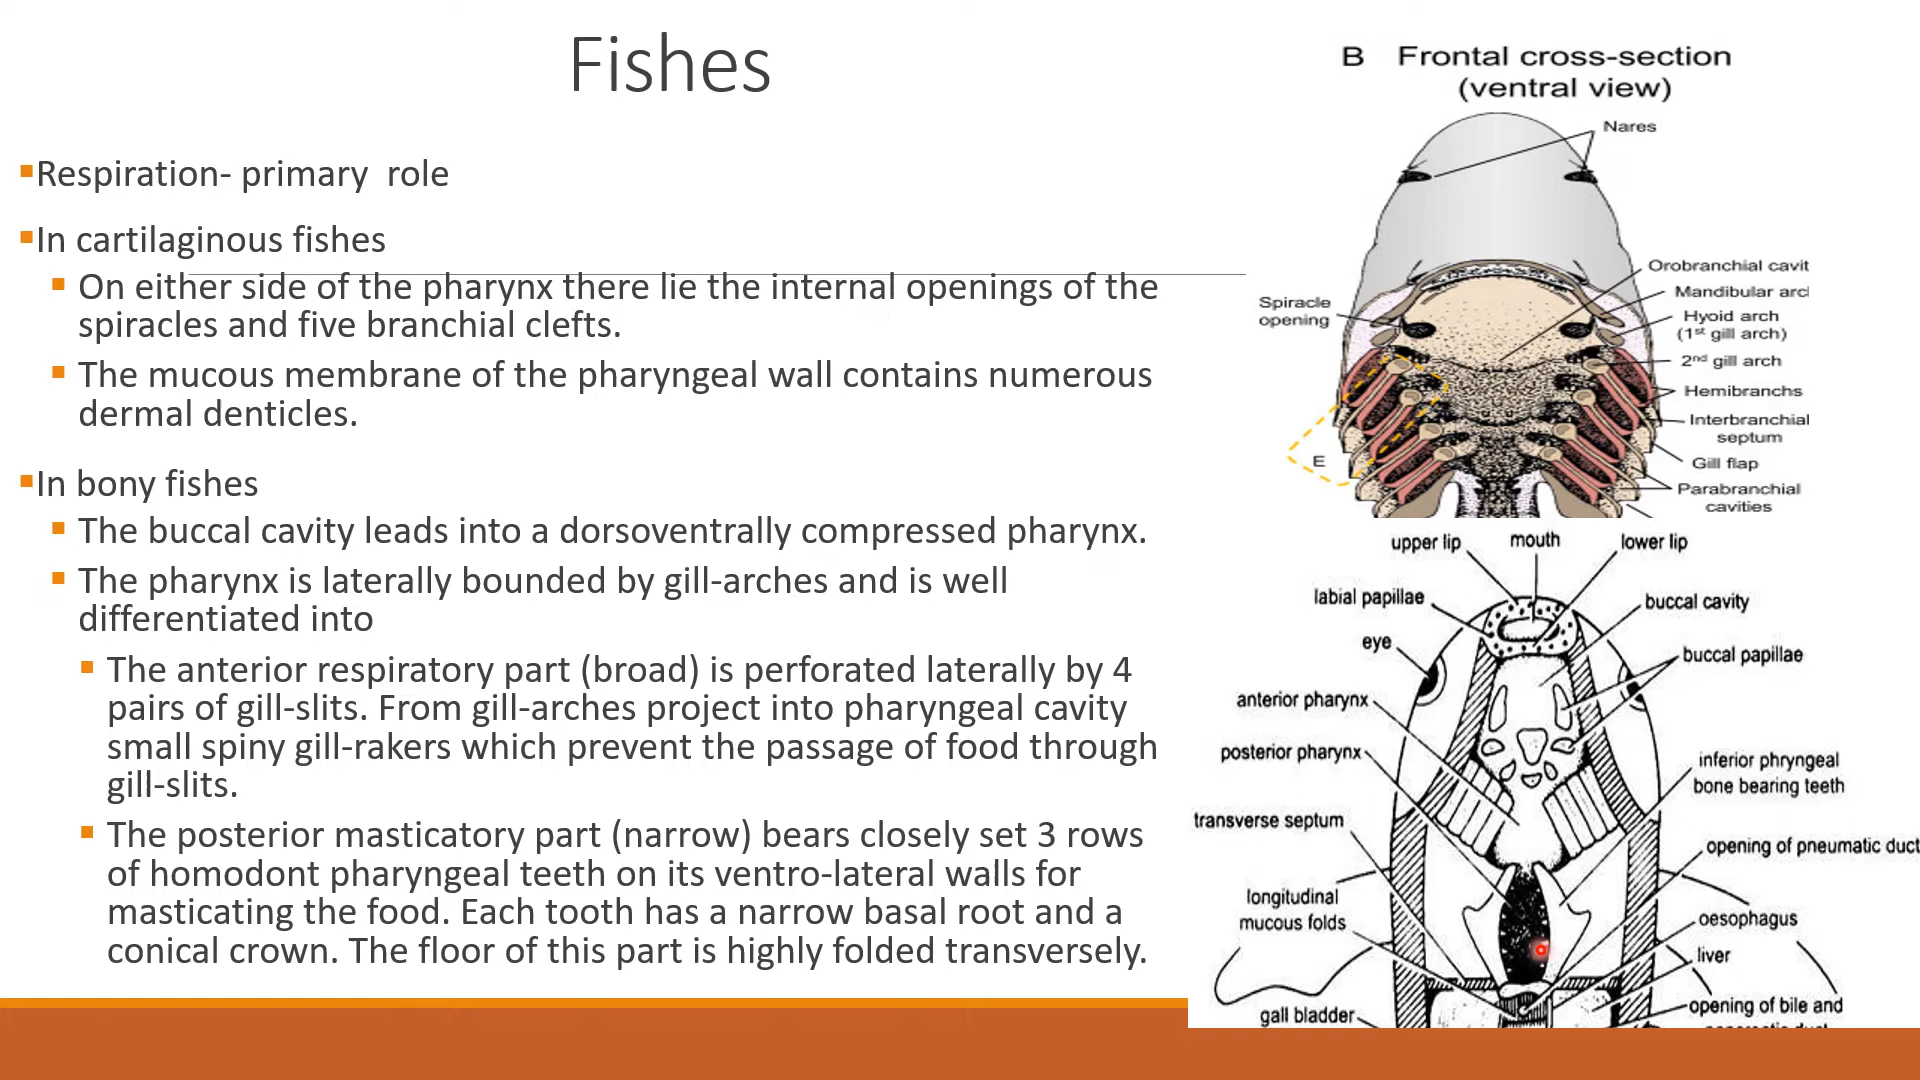 Fishes
▪Respiration- primary role
▪In cartilaginous fishes
▪ On either side of the pharynx there lie the internal openings of the
spiracles and five branchial clefts.
▪ The mucous membrane of the pharyngeal wall contains numerous
dermal denticles.
▪In bony fishes
▪ The buccal cavity leads into a dorsoventrally compressed pharynx.
▪ The pharynx is laterally bounded by gill-arches and is well
differentiated into
▪ The anterior respiratory part (broad) is perforated laterally by 4
pairs of gill-slits. From gill-arches project into pharyngeal cavity
small spiny gill-rakers which prevent the passage of food through
gill-slits.
▪ The posterior masticatory part (narrow) bears closely set 3 rows
of homodont pharyngeal teeth on its ventro-lateral walls for
masticating the food. Each tooth has a narrow basal root and a
conical crown. The floor of this part is highly folded transversely.
B Frontal cross-section
(ventral view)
Nares
Orobranchial cavit
Mandibular arc
Spiracle
opening
Hyoid arch
(1st gill arch)
2nd gill arch
Hemibranchs
Interbranchial
septum
E
Gill flap
Parabranchial
cavities
upper lip
mouth
lower lip
labial papillae
buccal cavity
eye
buccal papillae
anterior pharynx
posterior pharynx
inferior phryngeal
bone bearing teeth
transverse septum
opening of pneumatic duct
longitudinal
mucous folds
oesophagus
liver
gall bladder
opening of bile and